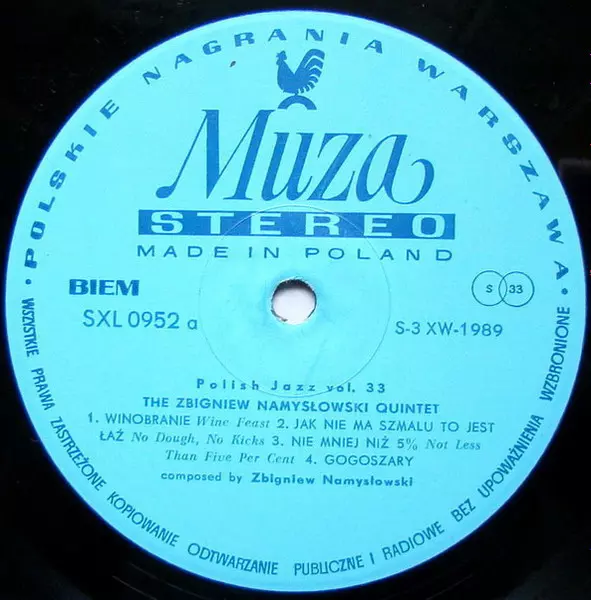 • POLSKIE NAGRANIA WARSZAWA •
Muza
STEREO
MADE IN POLAND
BIEM
S 33
SXL 0952 a
S-3 XW-1989
Polish Jazz vol. 33
THE ZBIGNIEW NAMYSŁOWSKI QUINTET
1. WINOBRANIE Wine Feast 2. JAK NIE MA SZMALU TO JEST
ŁAŹ No Dough, No Kicks 3. NIE MNIEJ NIŻ 5% Not Less
Than Five Per Cent 4. GOGOSZARY
composed by Zbigniew Namysłowski
WSZYSTKIE PRAWA ZASTRZEŻONE KOPIOWANIE ODTWARZANIE PUBLICZNE I RADIOWE BEZ UPOWAŻNIENIA WZBRONIONE